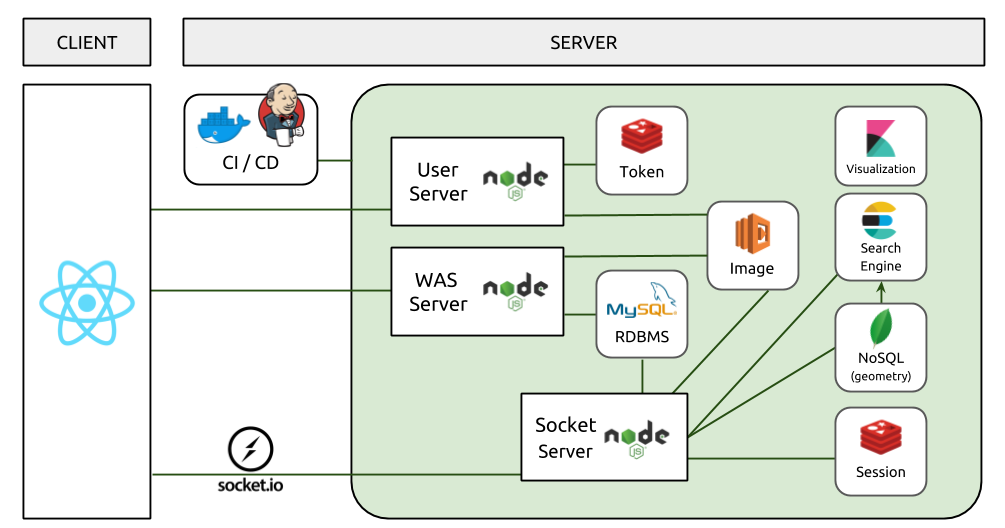 CLIENT
SERVER
CI / CD
User
Server
node
JS
Token
Visualization
WAS
Server
node
JS
Image
Search
Engine
MySQL
RDBMS
NoSQL
(geometry)
Socket
Server
node
JS
Session
socket.io